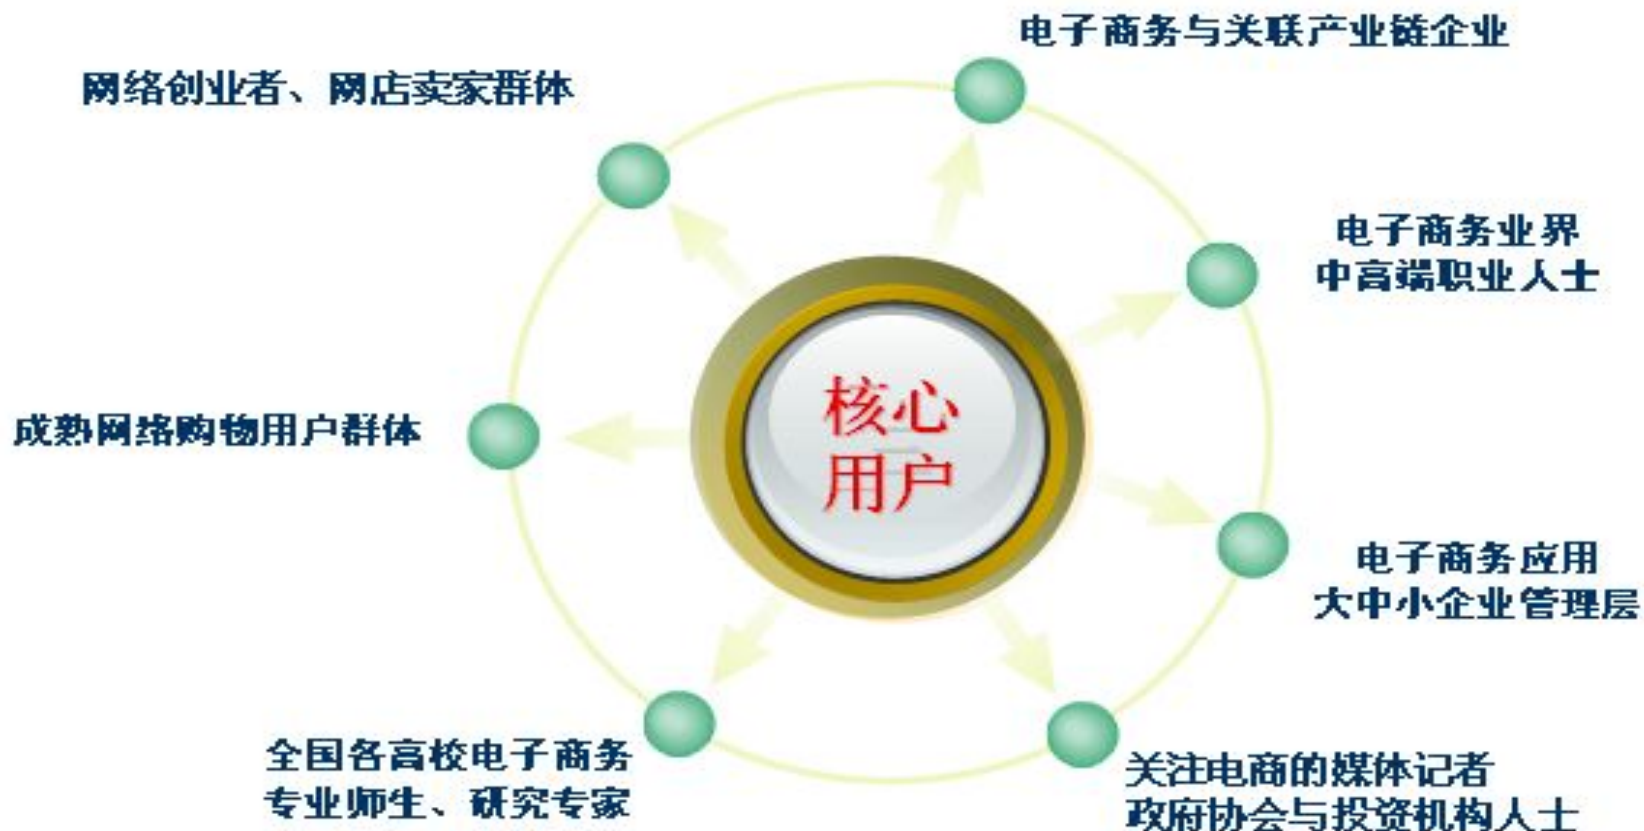 电子商务与关联产业链企业
网络创业者、网店卖家群体
电子商务业界
中高端职业人士
核心
用户
成熟网络购物用户群体
电子商务应用
大中小企业管理层
全国各高校电子商务
专业师生、研究专家
关注电商的媒体记者
政府协会与投资机构人士